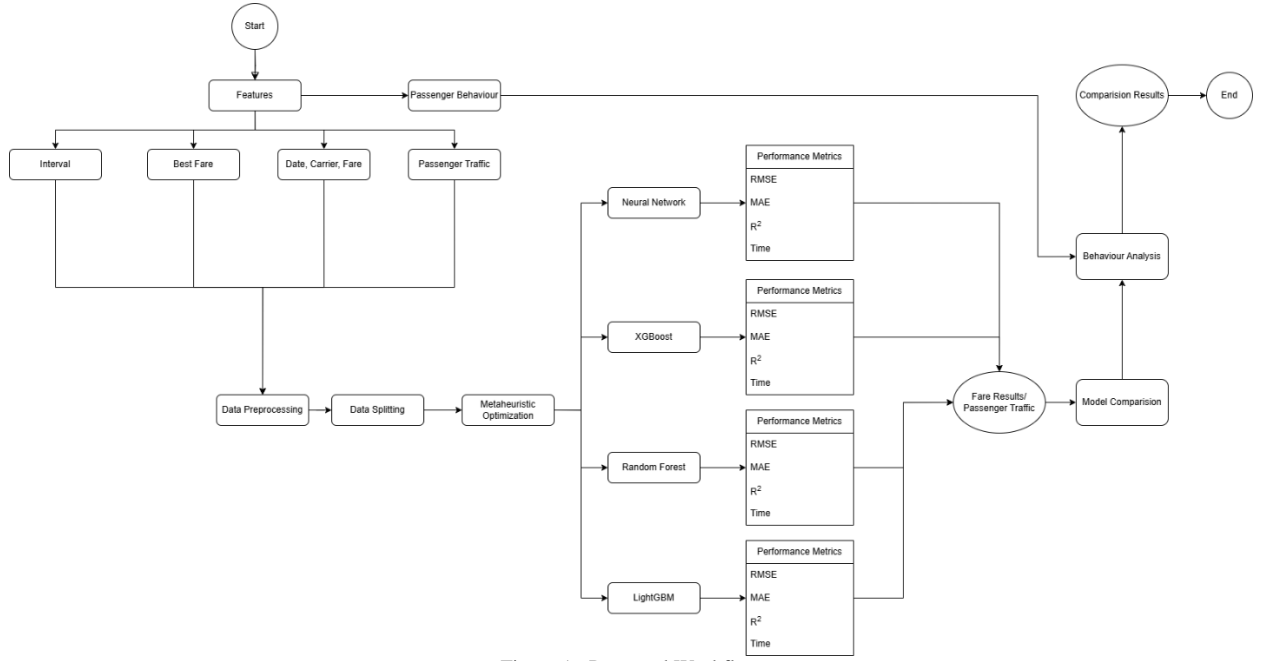 Start
Features
Passenger Behaviour
Comparision Results
End
Interval
Best Fare
Date, Carrier, Fare
Passenger Traffic
Performance Metrics
RMSE
MAE
R²
Time
Neural Network
Behaviour Analysis
Performance Metrics
RMSE
MAE
R²
Time
XGBoost
Data Preprocessing
Data Splitting
Metaheuristic
Optimization
Fare Results/
Passenger Traffic
Model Comparision
Performance Metrics
RMSE
MAE
R²
Time
Random Forest
Performance Metrics
RMSE
MAE
R²
Time
LightGBM